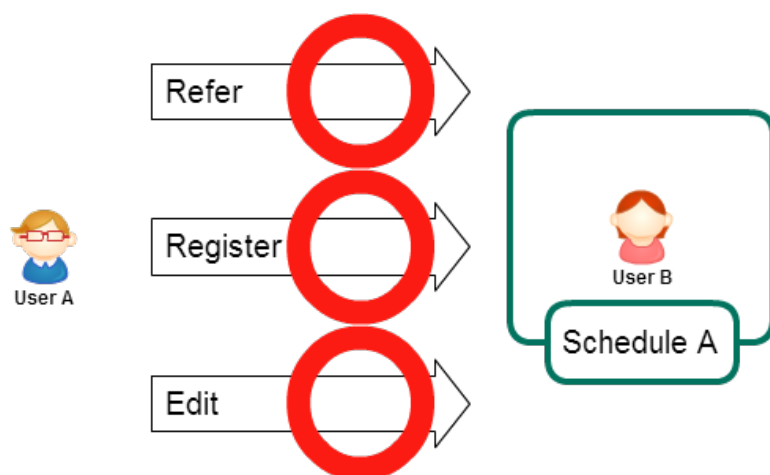 Refer
Register
User A
User B
Schedule A
Edit